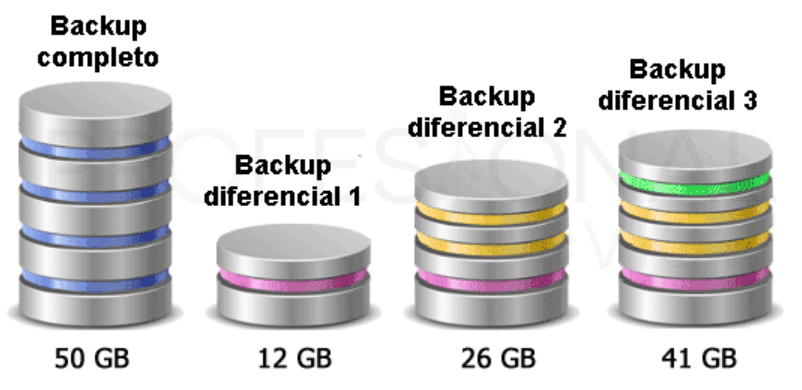 Backup
completo
Backup
diferencial 1
Backup
diferencial 2
Backup
diferencial 3
50 GB
12 GB
26 GB
41 GB
PROFESIONAL